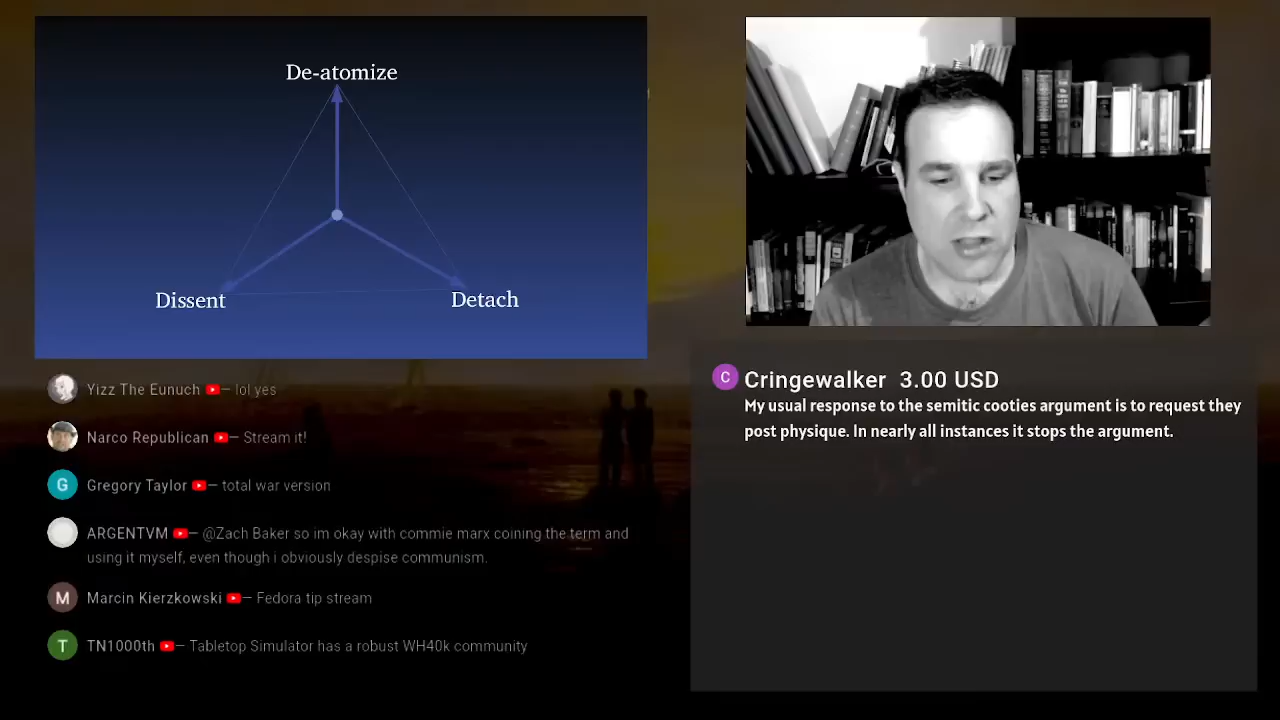 De-atomize
Dissent
Detach
Yizz The Eunuch — lol yes
Narco Republican — Stream it!
G
Gregory Taylor — total war version
ARGENTVM — @Zach Baker so im okay with commie marx coining the term and
using it myself, even though i obviously despise communism.
M
Marcin Kierzkowski — Fedora tip stream
T
TN1000th — Tabletop Simulator has a robust WH40k community
C
Cringewalker 3.00 USD
My usual response to the semitic cooties argument is to request they
post physique. In nearly all instances it stops the argument.